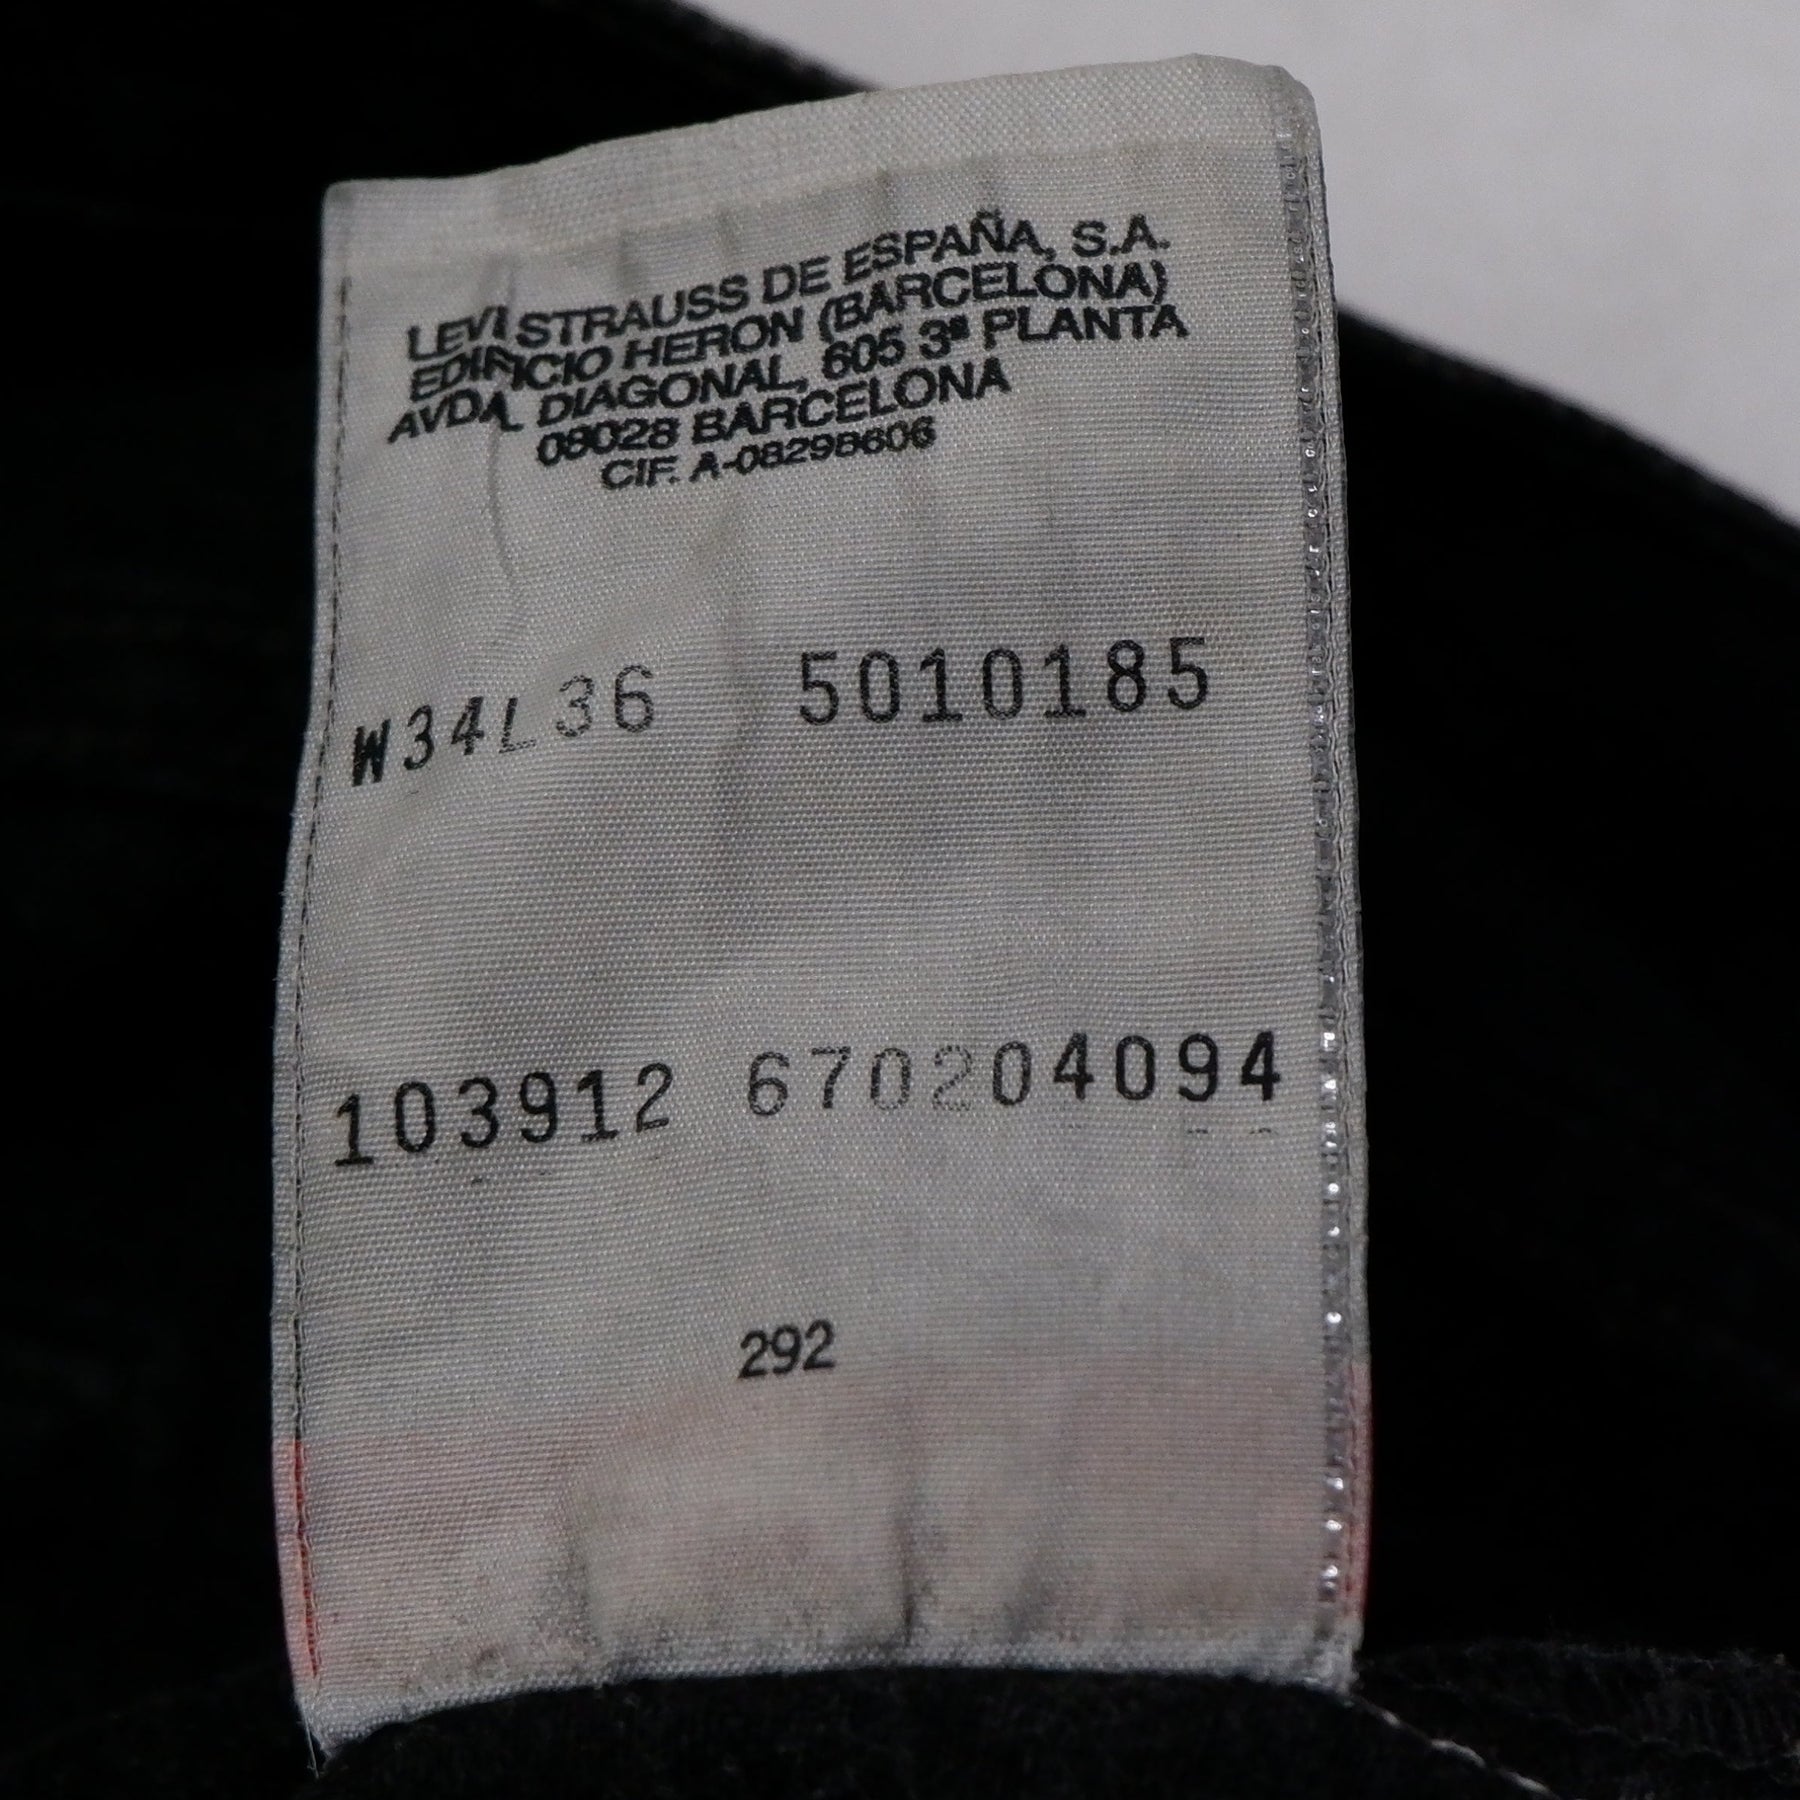 LEVI STRAUSS DE ESPAÑA, S.A.
EDIFICIO HERON (BARCELONA)
AVDA. DIAGONAL, 605 3ª PLANTA
08028 BARCELONA
CIF. A-08298606
W34L36 5010185
103912 670204094
292